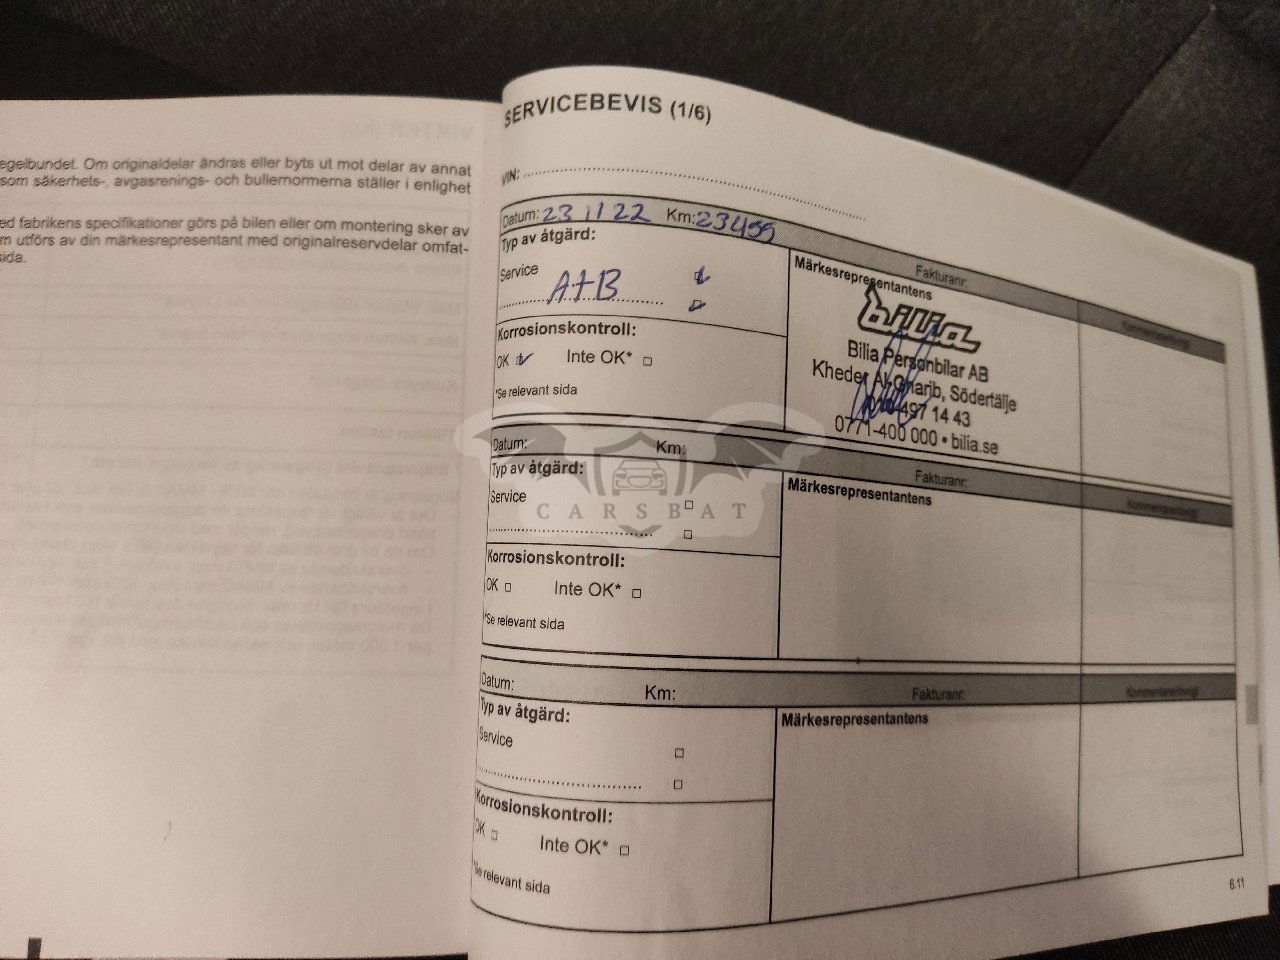 egelbundet. Om originaldelar ändras eller byts ut mot delar av annat
som säkerhets-, avgasrenings- och bullernormerna ställer i enlighet
ed fabrikens specifikationer görs på bilen eller om montering sker av
m utförs av din märkesrepresentant med originalreservdelar omfat-
sida.
SERVICEBEVIS (1/6)
VIN:
Datum: 23 11 22 Km: 23455 Fakturanr:
Typ av åtgärd:
Service
A+B
Korrosionskontroll:
OK Inte OK*
*Se relevant sida
Märkesrepresentantens
bilia
Bilia Personbilar AB
Kheder Al Gharib, Södertälje
497 14 43
0771-400 000 • bilia.se
Datum: Km: Fakturanr:
Typ av åtgärd:
Service
Korrosionskontroll:
OK Inte OK*
*Se relevant sida
Märkesrepresentantens
CARSBAT
Datum: Km: Fakturanr:
Typ av åtgärd:
Service
Korrosionskontroll:
OK Inte OK*
*Se relevant sida
Märkesrepresentantens
6.11